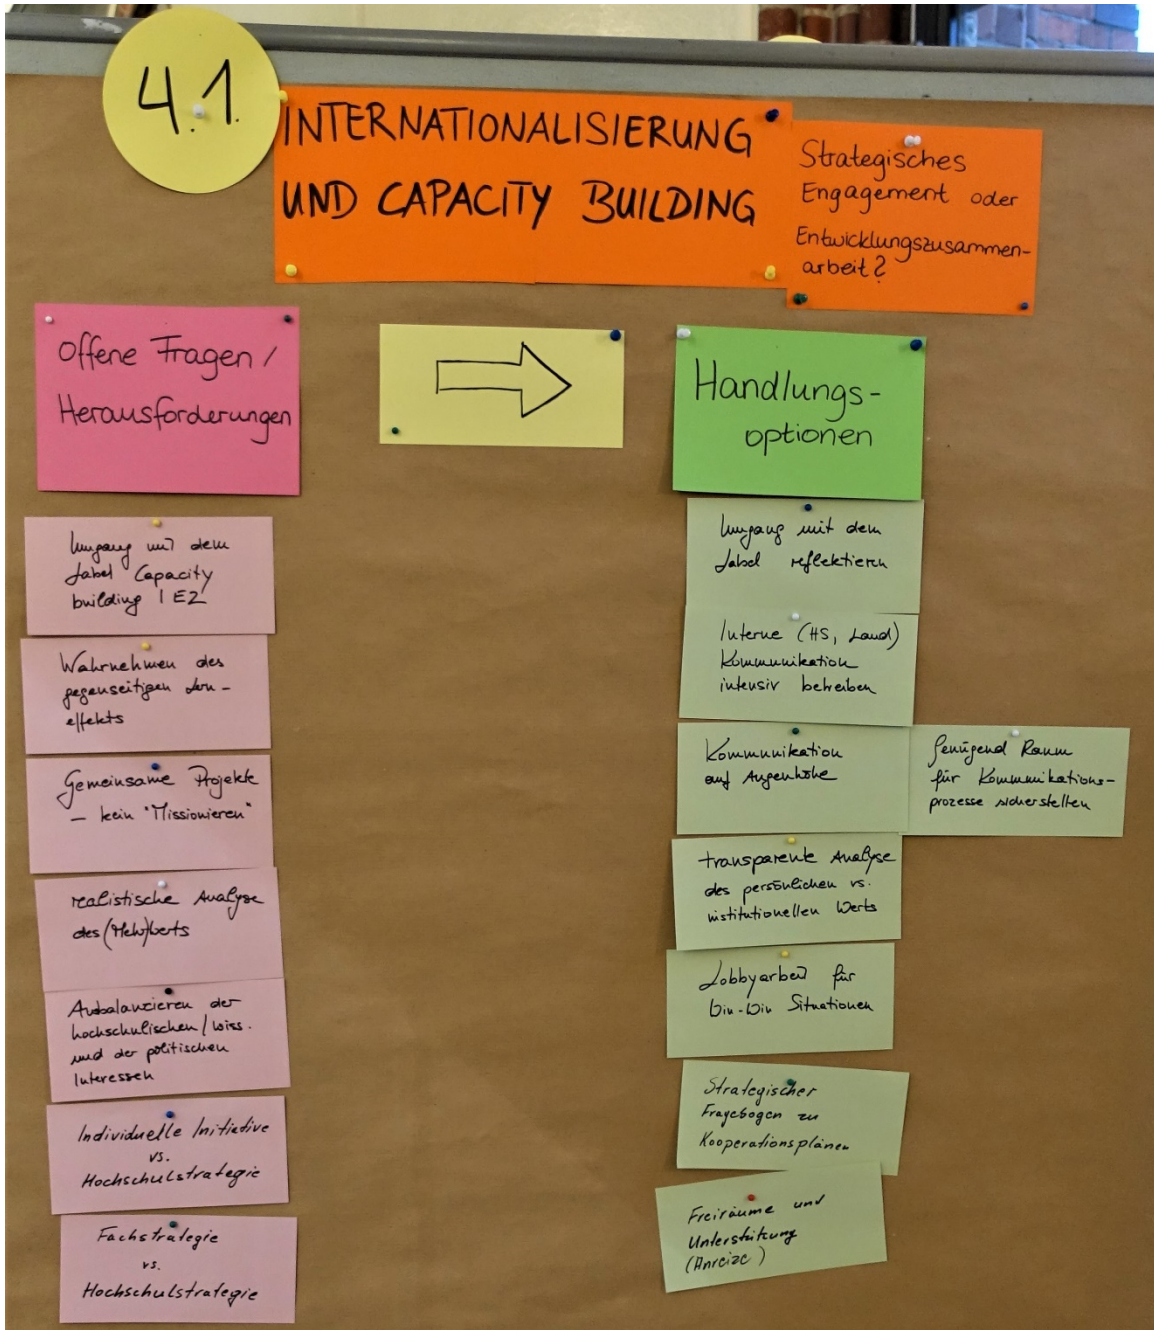 4.1.
INTERNATIONALISIERUNG
UND CAPACITY BUILDING
Strategisches
Engagement oder
Entwicklungszusammen-
arbeit?
Offene Fragen /
Herausforderungen
Umgang mit dem
Label Capacity
building / EZ
Wahrnehmen des
gegenseitigen Lern-
effekts
Gemeinsame Projekte
– kein "Missionieren"
realistische Analyse
des (Mehr)Werts
Ausbalancieren der
hochschulischen / wiss.
und der politischen
Interessen
Individuelle Initiative
vs.
Hochschulstrategie
Fachstrategie
vs.
Hochschulstrategie
Handlungs-
optionen
Umgang mit dem
Label reflektieren
Interne (HS, Land)
Kommunikation
intensiv betreiben
Kommunikation
auf Augenhöhe
Genügend Raum
für Kommunikations-
prozesse sicherstellen
transparente Analyse
des persönlichen vs.
institutionellen Werts
Lobbyarbeit für
Win-Win Situationen
Strategischer
Fragebogen zu
Kooperationsplänen
Freiräume und
Unterstützung
(Anreize)